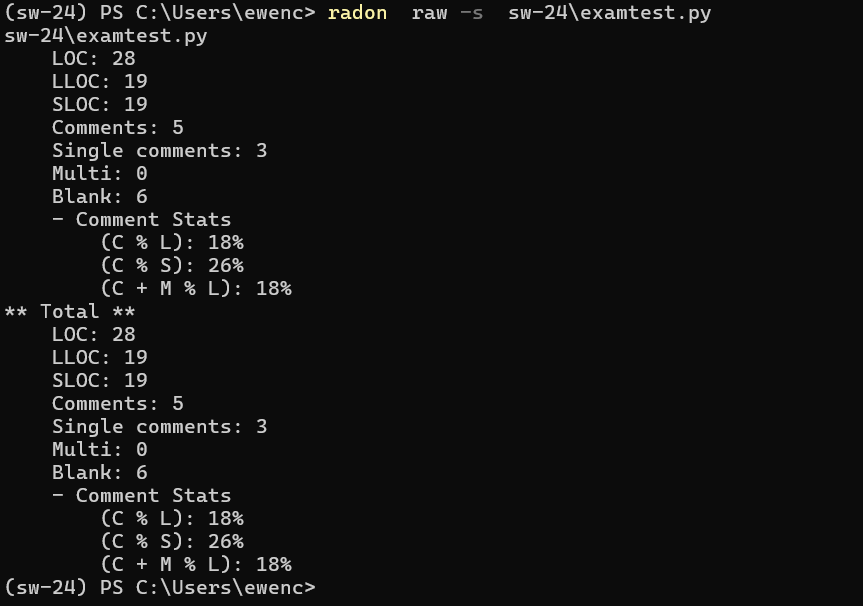 (sw-24) PS C:\Users\ewenc> radon  raw -s  sw-24\examtest.py
sw-24\examtest.py
    LOC: 28
    LLOC: 19
    SLOC: 19
    Comments: 5
    Single comments: 3
    Multi: 0
    Blank: 6
    - Comment Stats
        (C % L): 18%
        (C % S): 26%
        (C + M % L): 18%
** Total **
    LOC: 28
    LLOC: 19
    SLOC: 19
    Comments: 5
    Single comments: 3
    Multi: 0
    Blank: 6
    - Comment Stats
        (C % L): 18%
        (C % S): 26%
        (C + M % L): 18%
(sw-24) PS C:\Users\ewenc>